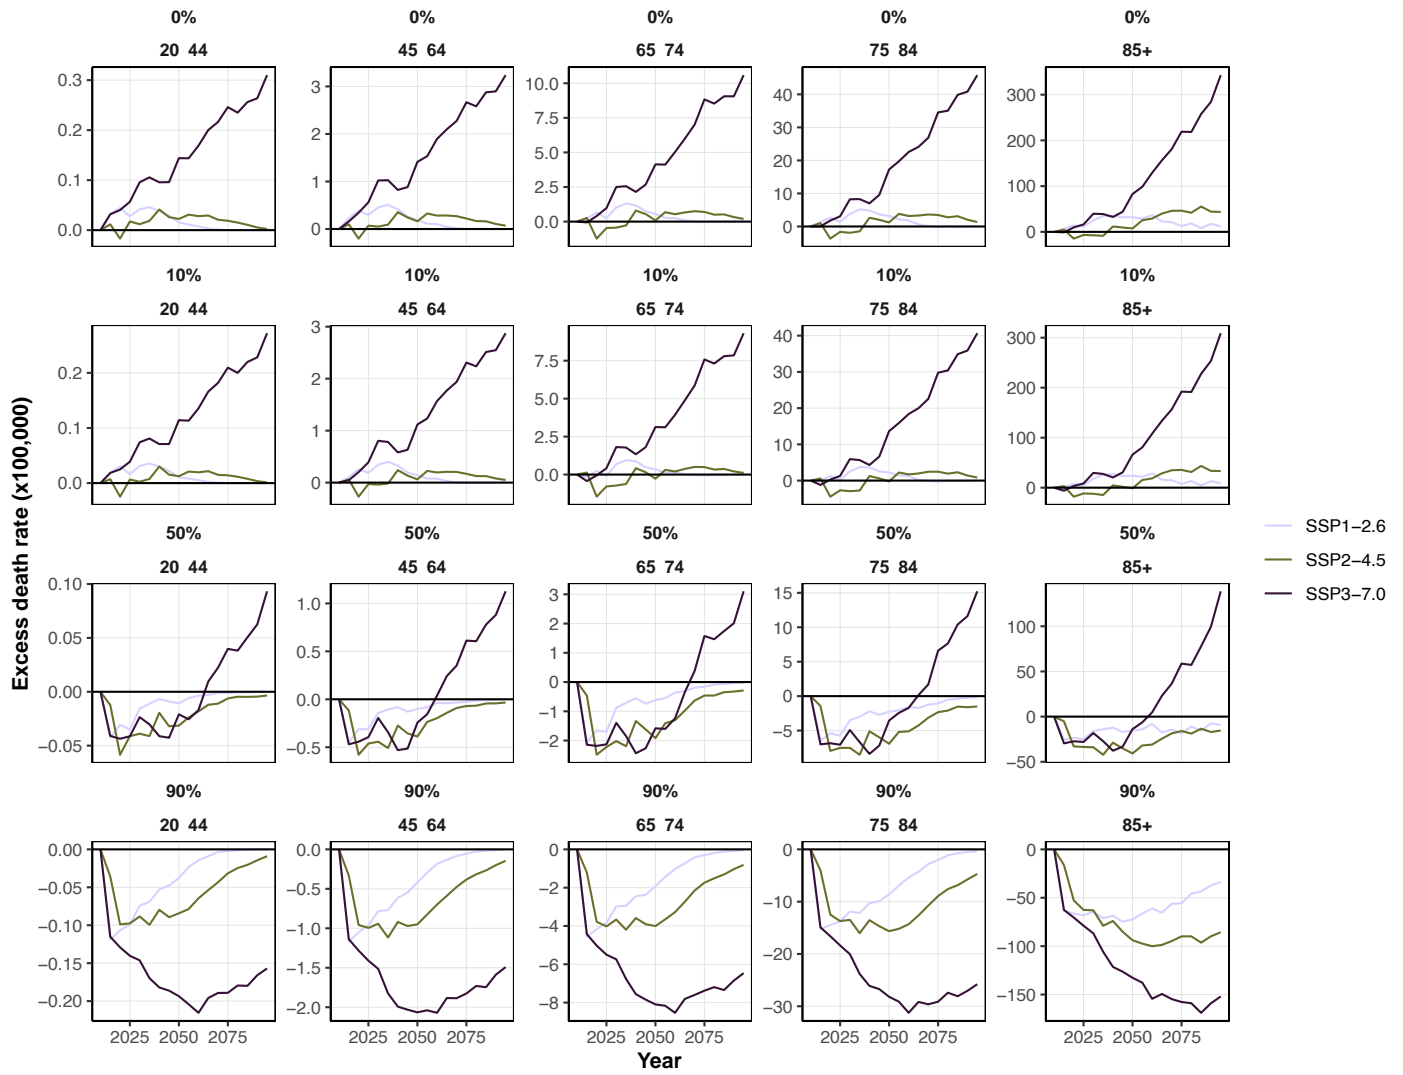 0% 0% 0% 0% 0%
20 44 45 64 65 74 75 84 85+
0.3 3 10.0 40 300
0.2 2 7.5 30 200
0.1 1 5.0 20 100
0.0 0 2.5 10 0
0.0 0
10% 10% 10% 10% 10%
20 44 45 64 65 74 75 84 85+
0.2 3 7.5 40 300
0.1 2 5.0 30 200
0.0 1 2.5 20 100
0 0.0 10 0
0
50% 50% 50% 50% 50%
20 44 45 64 65 74 75 84 85+
0.10 1.0 3 15 100
0.05 0.5 2 10 50
0.00 0.0 1 5 0
−0.05 −0.5 0 0 −50
−1 −5
−2
90% 90% 90% 90% 90%
20 44 45 64 65 74 75 84 85+
0.00 0.0 0 0 0
−0.05 −0.5 −2 −10 −50
−0.10 −1.0 −4 −20 −100
−0.15 −1.5 −6 −30 −150
−0.20 −2.0 −8
2025 2050 2075 2025 2050 2075 2025 2050 2075 2025 2050 2075 2025 2050 2075
Year
Excess death rate (x100,000)
SSP1−2.6
SSP2−4.5
SSP3−7.0